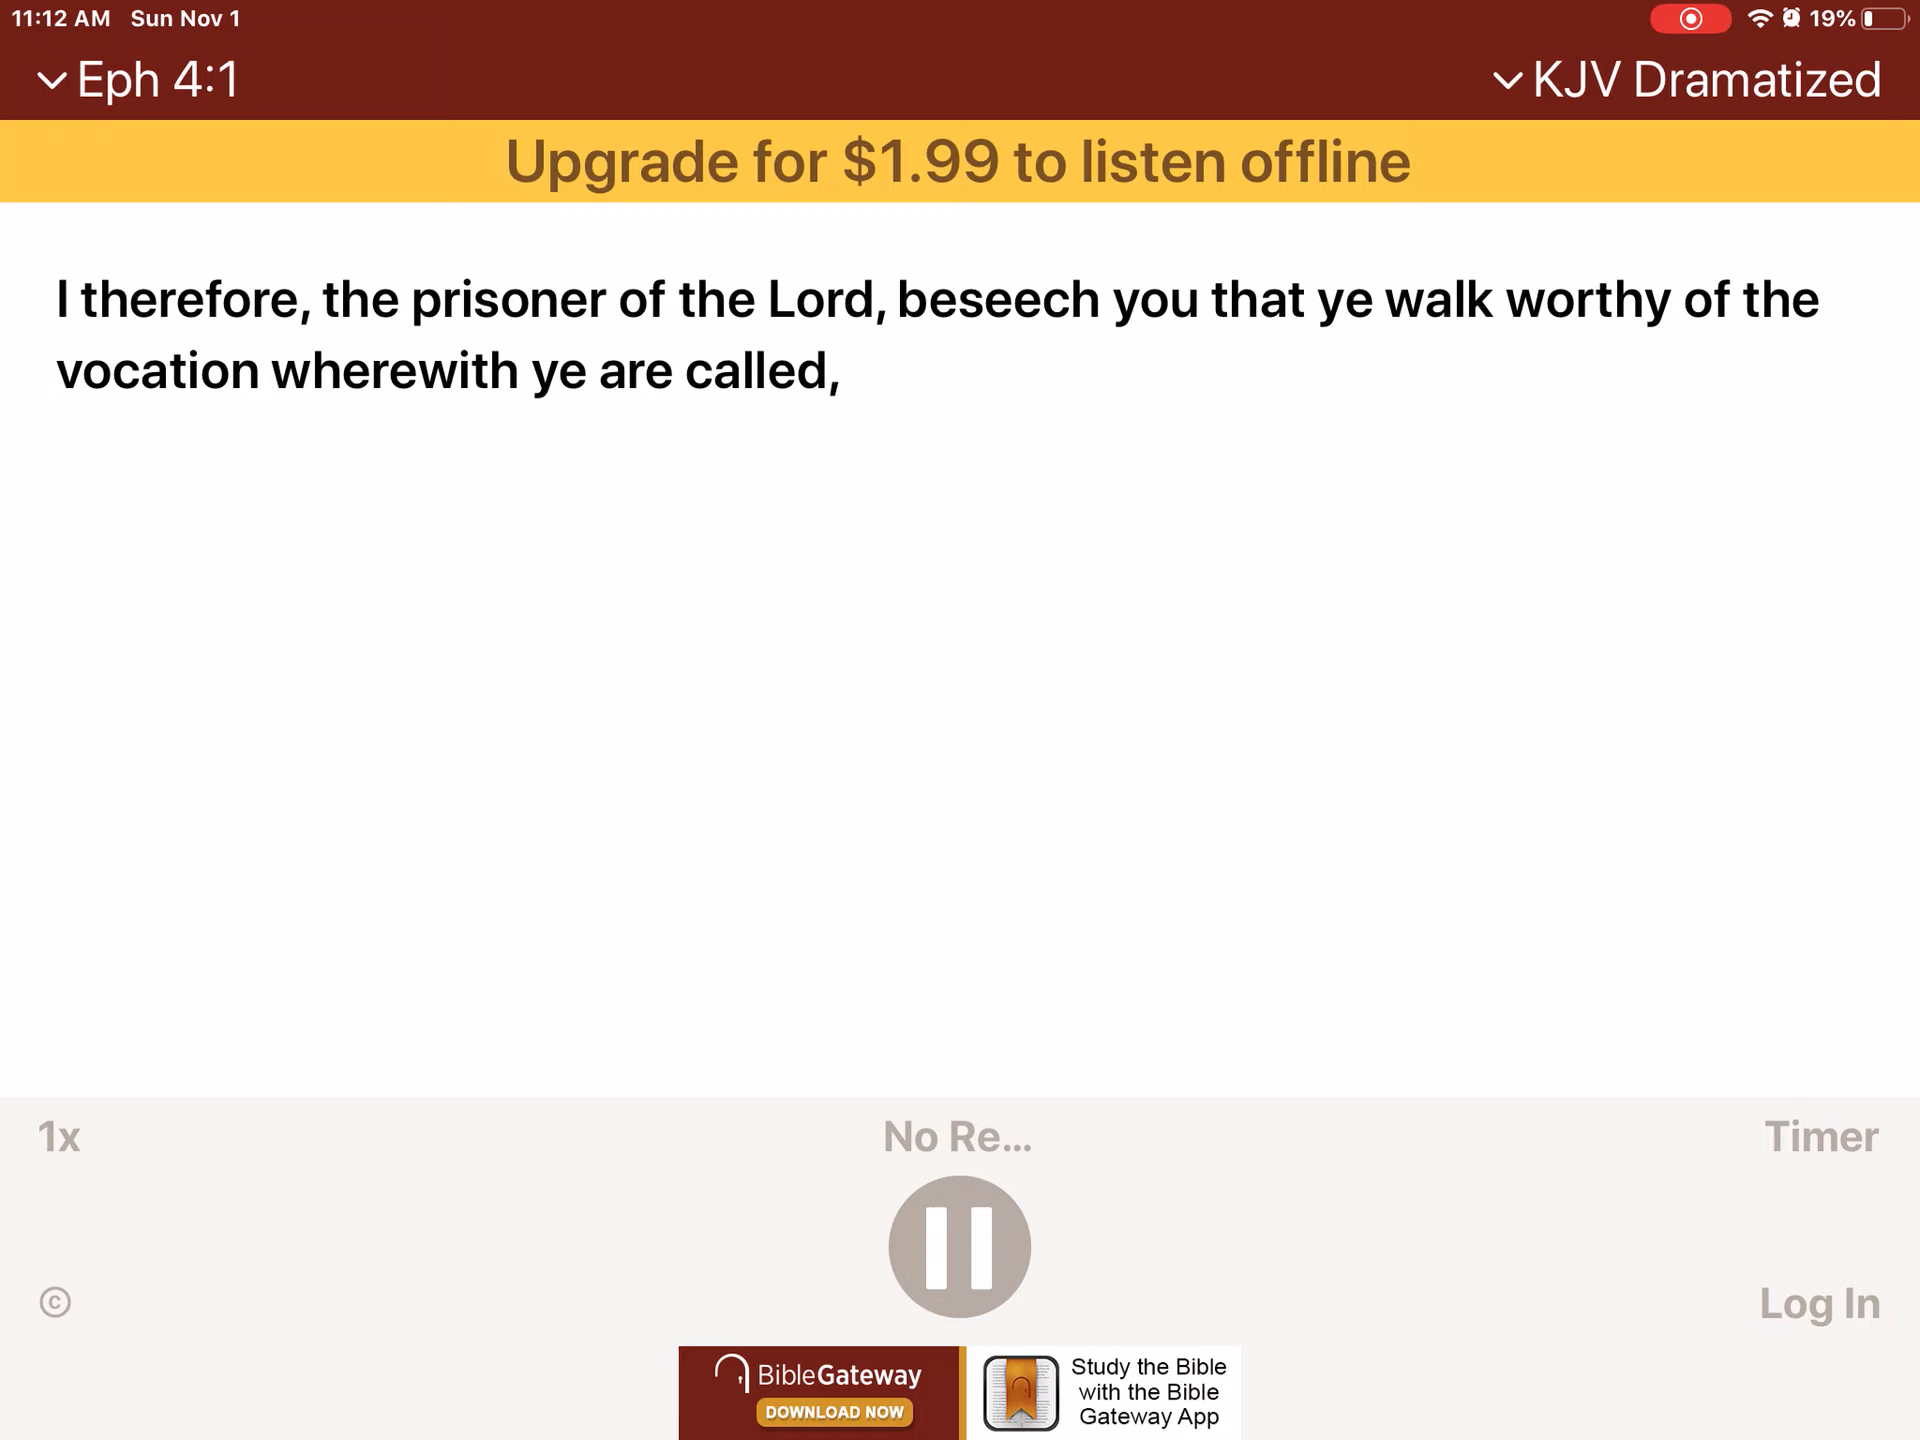 11:12 AM Sun Nov 1
19%
Eph 4:1
KJV Dramatized
Upgrade for $1.99 to listen offline
I therefore, the prisoner of the Lord, beseech you that ye walk worthy of the
vocation wherewith ye are called,
1x
No Re...
Timer
©
Log In
BibleGateway
DOWNLOAD NOW
Study the Bible
with the Bible
Gateway App